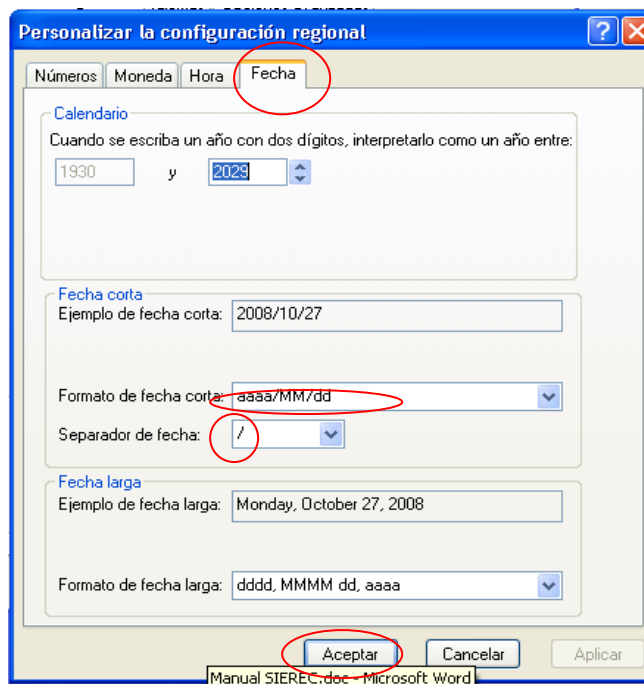 Personalizar la configuración regional
Números Moneda Hora Fecha
Calendario
Cuando se escriba un año con dos dígitos, interpretarlo como un año entre:
1930 y 2029
Fecha corta
Ejemplo de fecha corta: 2008/10/27
Formato de fecha corta: aaaa/MM/dd
Separador de fecha: /
Fecha larga
Ejemplo de fecha larga: Monday, October 27, 2008
Formato de fecha larga: dddd, MMMM dd, aaaa
Aceptar Cancelar Aplicar
Manual SIEREC.doc - Microsoft Word